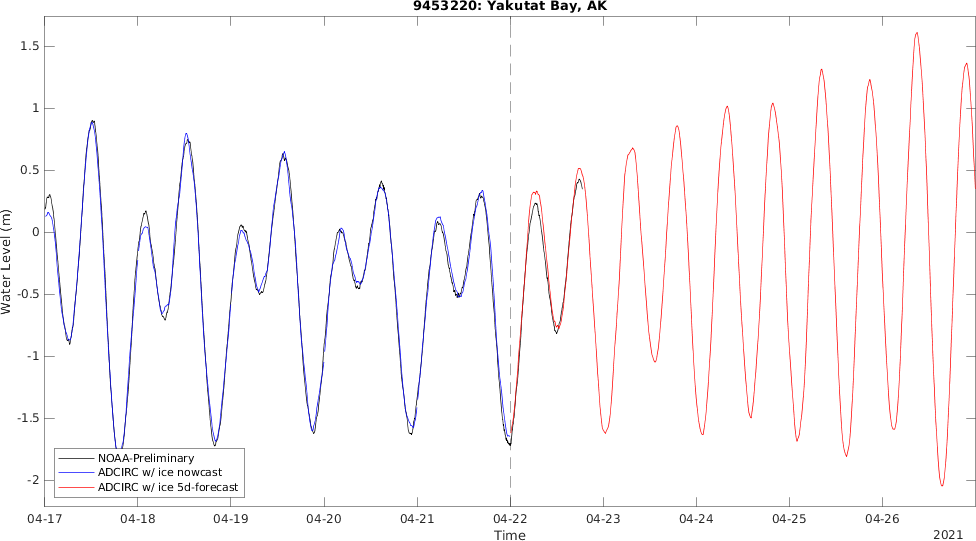 9453220: Yakutat Bay, AK
Water Level (m)
1.5
1
0.5
0
-0.5
-1
-1.5
-2
NOAA-Preliminary
ADCIRC w/ ice nowcast
ADCIRC w/ ice 5d-forecast
04-17 04-18 04-19 04-20 04-21 04-22 04-23 04-24 04-25 04-26
Time
2021